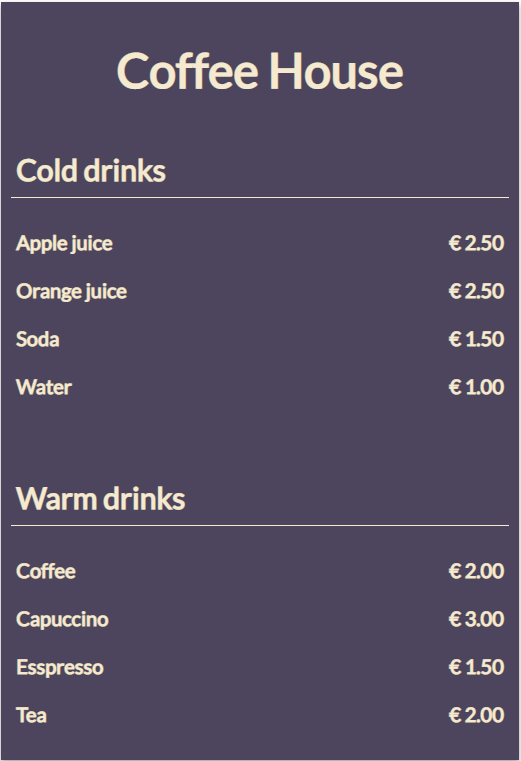 Coffee House
Cold drinks
Apple juice € 2.50
Orange juice € 2.50
Soda € 1.50
Water € 1.00
Warm drinks
Coffee € 2.00
Capuccino € 3.00
Esspresso € 1.50
Tea € 2.00